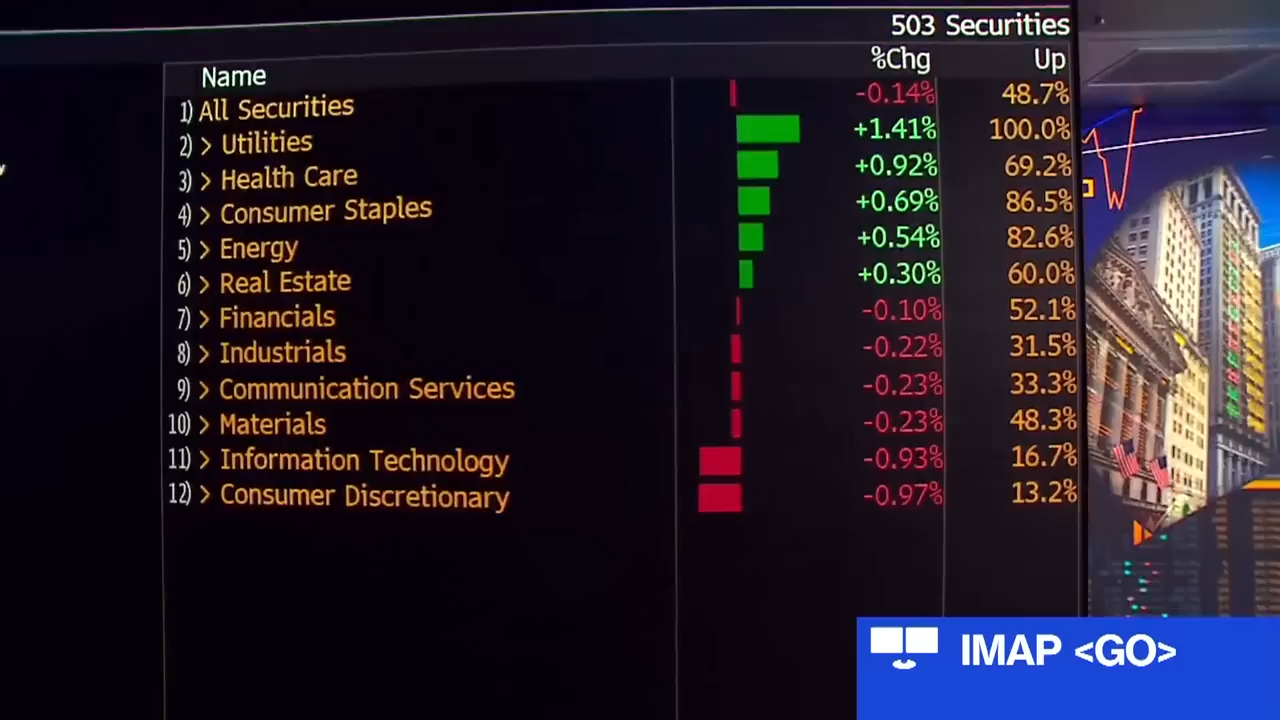 503 Securities
Name %Chg Up
1) All Securities -0.14% 48.7%
2) > Utilities +1.41% 100.0%
3) > Health Care +0.92% 69.2%
4) > Consumer Staples +0.69% 86.5%
5) > Energy +0.54% 82.6%
6) > Real Estate +0.30% 60.0%
7) > Financials -0.10% 52.1%
8) > Industrials -0.22% 31.5%
9) > Communication Services -0.23% 33.3%
10) > Materials -0.23% 48.3%
11) > Information Technology -0.93% 16.7%
12) > Consumer Discretionary -0.97% 13.2%
IMAP <GO>